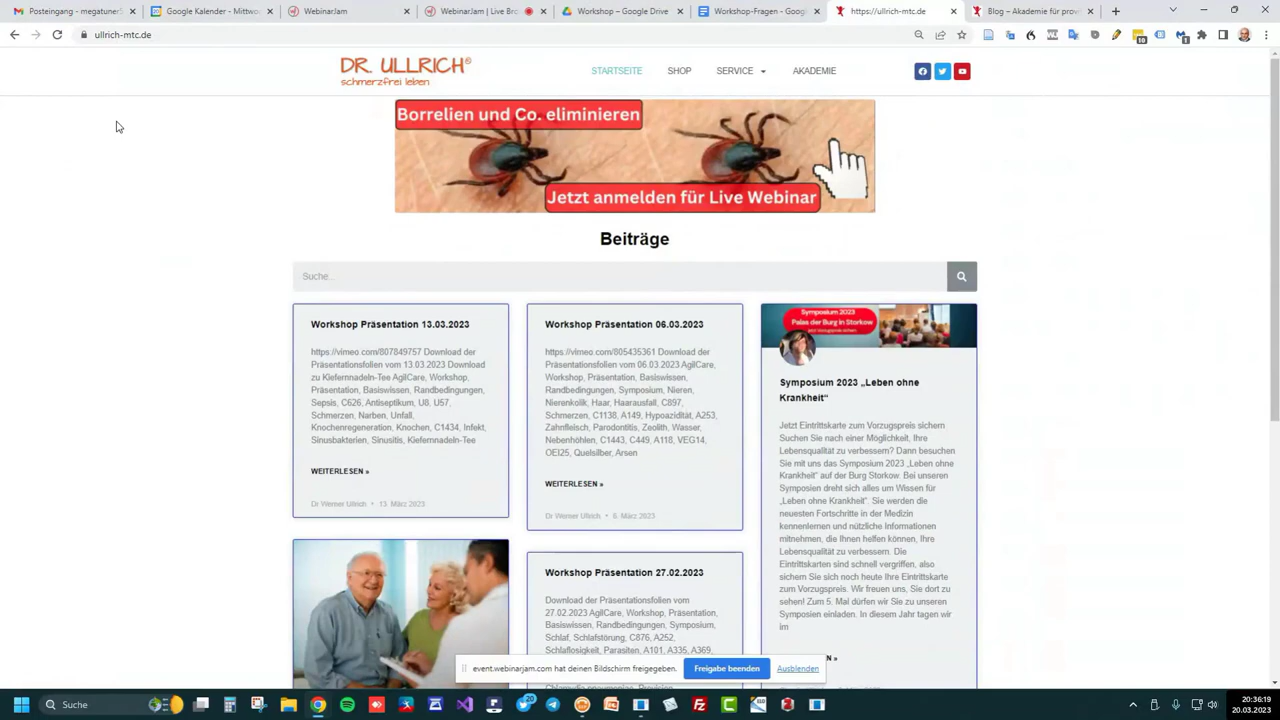 Posteingang - megatuner3
Google Kalender - Mittwoc
WebinarJam
WebinarJam | Live Bro
Workshop – Google Drive
Workshop-Fragen - Google
https://ullrich-mtc.de
Blog – Akademie für prov
ullrich-mtc.de
DR. ULLRICH®
schmerzfrei leben
STARTSEITE
SHOP
SERVICE
AKADEMIE
Borrelien und Co. eliminieren
Jetzt anmelden für Live Webinar
Beiträge
Suche...
Workshop Präsentation 13.03.2023
https://vimeo.com/807849757 Download der
Präsentationsfolien vom 13.03.2023 Download
zu Kiefernnadeln-Tee AgilCare, Workshop,
Präsentation, Basiswissen, Randbedingungen,
Sepsis, C626, Antiseptikum, U8, U57,
Schmerzen, Narben, Unfall,
Knochenregeneration, Knochen, C1434, Infekt,
Sinusbakterien, Sinusitis, Kiefernnadeln-Tee
WEITERLESEN »
Dr Werner Ullrich • 13. März 2023
Workshop Präsentation 06.03.2023
https://vimeo.com/805435361 Download der
Präsentationsfolien vom 06.03.2023 AgilCare,
Workshop, Präsentation, Basiswissen,
Randbedingungen, Symposium, Nieren,
Nierenkolik, Haar, Haarausfall, C897,
Schmerzen, C1138, A149, Hypoazidität, A253,
Zahnfleisch, Parodontitis, Zeolith, Wasser,
Nebenhöhlen, C1443, C449, A118, VEG14,
OEI25, Quelsilber, Arsen
WEITERLESEN »
Dr Werner Ullrich • 6. März 2023
Symposium 2023
Palas der Burg in Storkow
Jetzt Vorzugspreis sichern
Symposium 2023 „Leben ohne
Krankheit“
Jetzt Eintrittskarte zum Vorzugspreis sichern
Suchen Sie nach einer Möglichkeit, Ihre
Lebensqualität zu verbessern? Dann besuchen
Sie mit uns das Symposium 2023 „Leben ohne
Krankheit“ auf der Burg Storkow. Bei unseren
Symposien dreht sich alles um Wissen für
„Leben ohne Krankheit“. Sie werden die
neuesten Fortschritte in der Medizin
kennenlernen und nützliche Informationen
mitnehmen, die Ihnen helfen können, Ihre
Lebensqualität zu verbessern. Die
Eintrittskarten sind schnell vergriffen, also
sichern Sie sich noch heute Ihre Eintrittskarte
zum Vorzugspreis. Wir freuen uns, Sie dort zu
sehen! Zum 5. Mal dürfen wir Sie zu unseren
Symposien einladen. In diesem Jahr tagen wir
im
N »
Workshop Präsentation 27.02.2023
Download der Präsentationsfolien vom
27.02.2023 AgilCare, Workshop, Präsentation,
Basiswissen, Randbedingungen, Symposium,
Schlaf, Schlafstörung, C876, A252,
Schlaflosigkeit, Parasiten, A101, A335, A369,
event.webinarjam.com hat deinen Bildschirm freigegeben.
Freigabe beenden
Ausblenden
Suche
20:36:19
20.03.2023